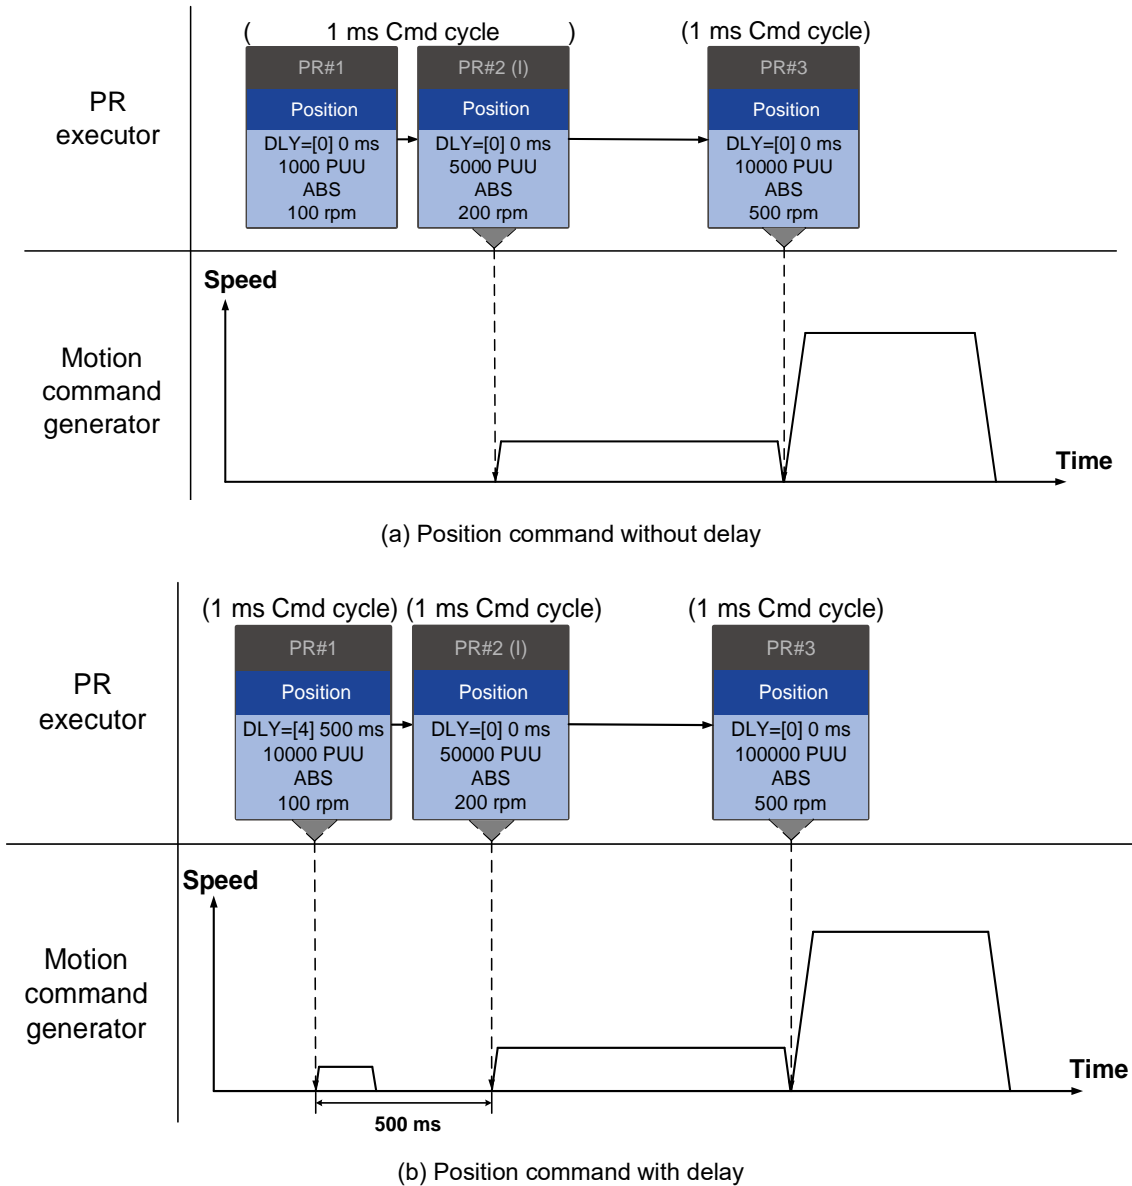 ( 1 ms Cmd cycle )
(1 ms Cmd cycle)
PR
executor
PR#1
Position
DLY=[0] 0 ms
1000 PUU
ABS
100 rpm
PR#2 (I)
Position
DLY=[0] 0 ms
5000 PUU
ABS
200 rpm
PR#3
Position
DLY=[0] 0 ms
10000 PUU
ABS
500 rpm
Motion
command
generator
Speed
Time
(a) Position command without delay
(1 ms Cmd cycle)
(1 ms Cmd cycle)
(1 ms Cmd cycle)
PR
executor
PR#1
Position
DLY=[4] 500 ms
10000 PUU
ABS
100 rpm
PR#2 (I)
Position
DLY=[0] 0 ms
50000 PUU
ABS
200 rpm
PR#3
Position
DLY=[0] 0 ms
100000 PUU
ABS
500 rpm
Motion
command
generator
Speed
Time
500 ms
(b) Position command with delay